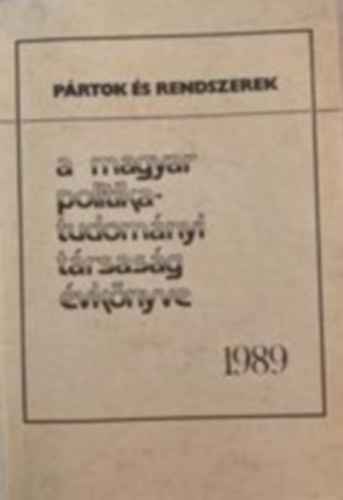 PÁRTOK ÉS RENDSZEREK
a magyar
politika-
tudományi
társaság
évkönyve
1989